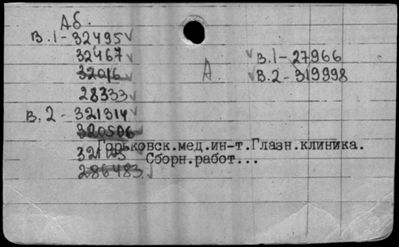 Аб.
В.1-32495
32467
32016
28333
В.2-321314
320506
А.
В.1-27966
В.2-319998
Горьковск.мед.ин-т.Глазн.клиника.
Сборн.работ...
286483